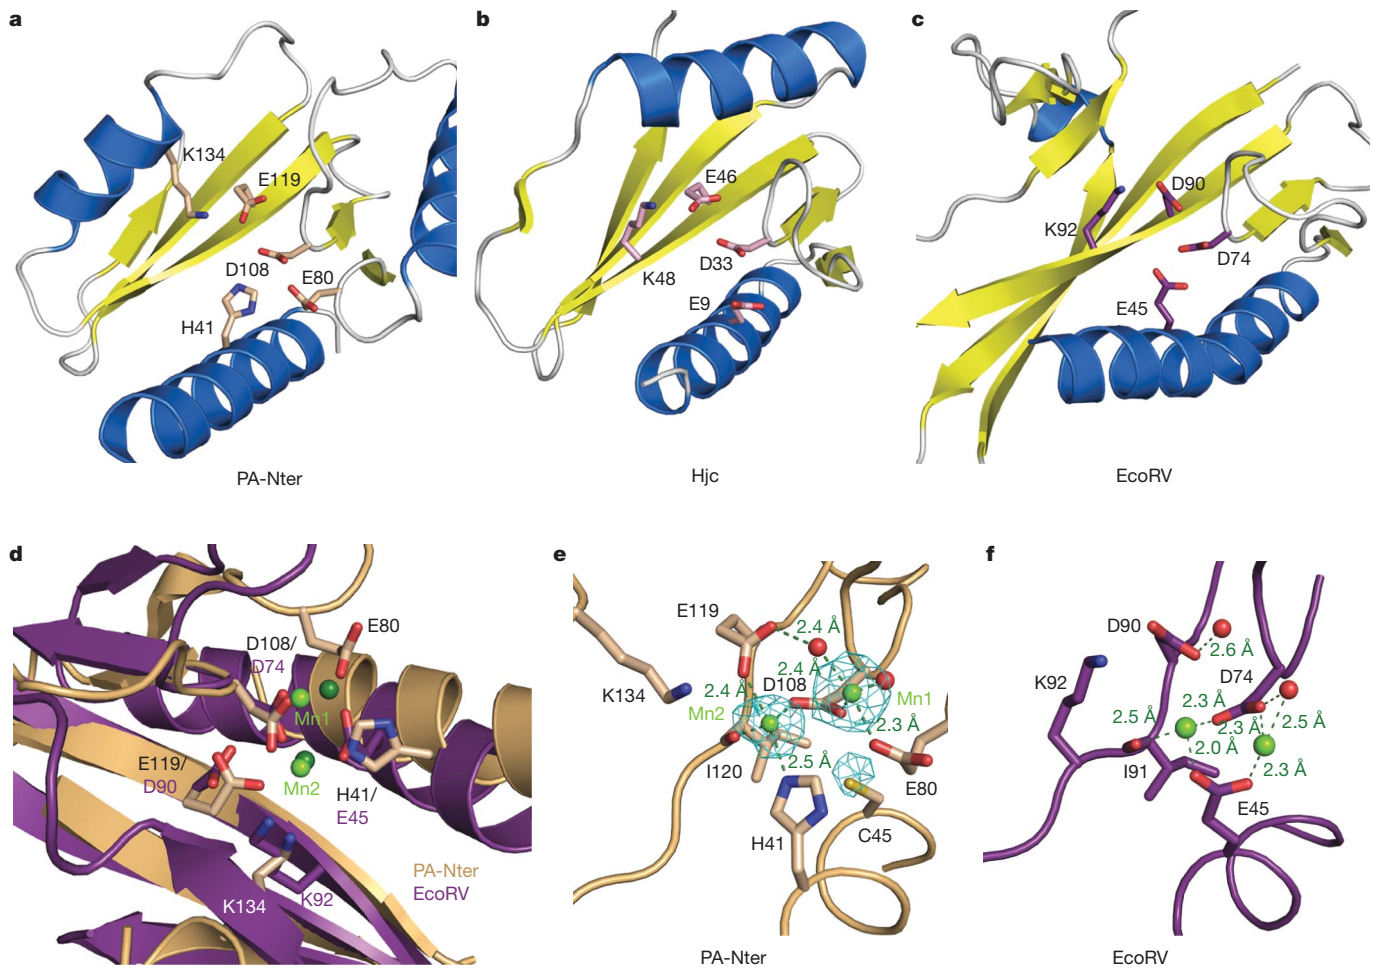 a
K134
E119
D108
E80
H41
PA-Nter
b
E46
K48
D33
E9
Hjc
c
D90
K92
D74
E45
EcoRV
d
E80
D108/
D74
Mn1
E119/
D90
Mn2
H41/
E45
PA-Nter
EcoRV
K134
K92
e
E119
2.4 Å
2.4 Å
D108
K134
2.4 Å
Mn2
Mn1
2.3 Å
2.5 Å
I120
E80
H41
C45
PA-Nter
f
D90
2.6 Å
K92
D74
2.3 Å
2.5 Å
2.3 Å
2.5 Å
2.0 Å
I91
2.3 Å
E45
EcoRV